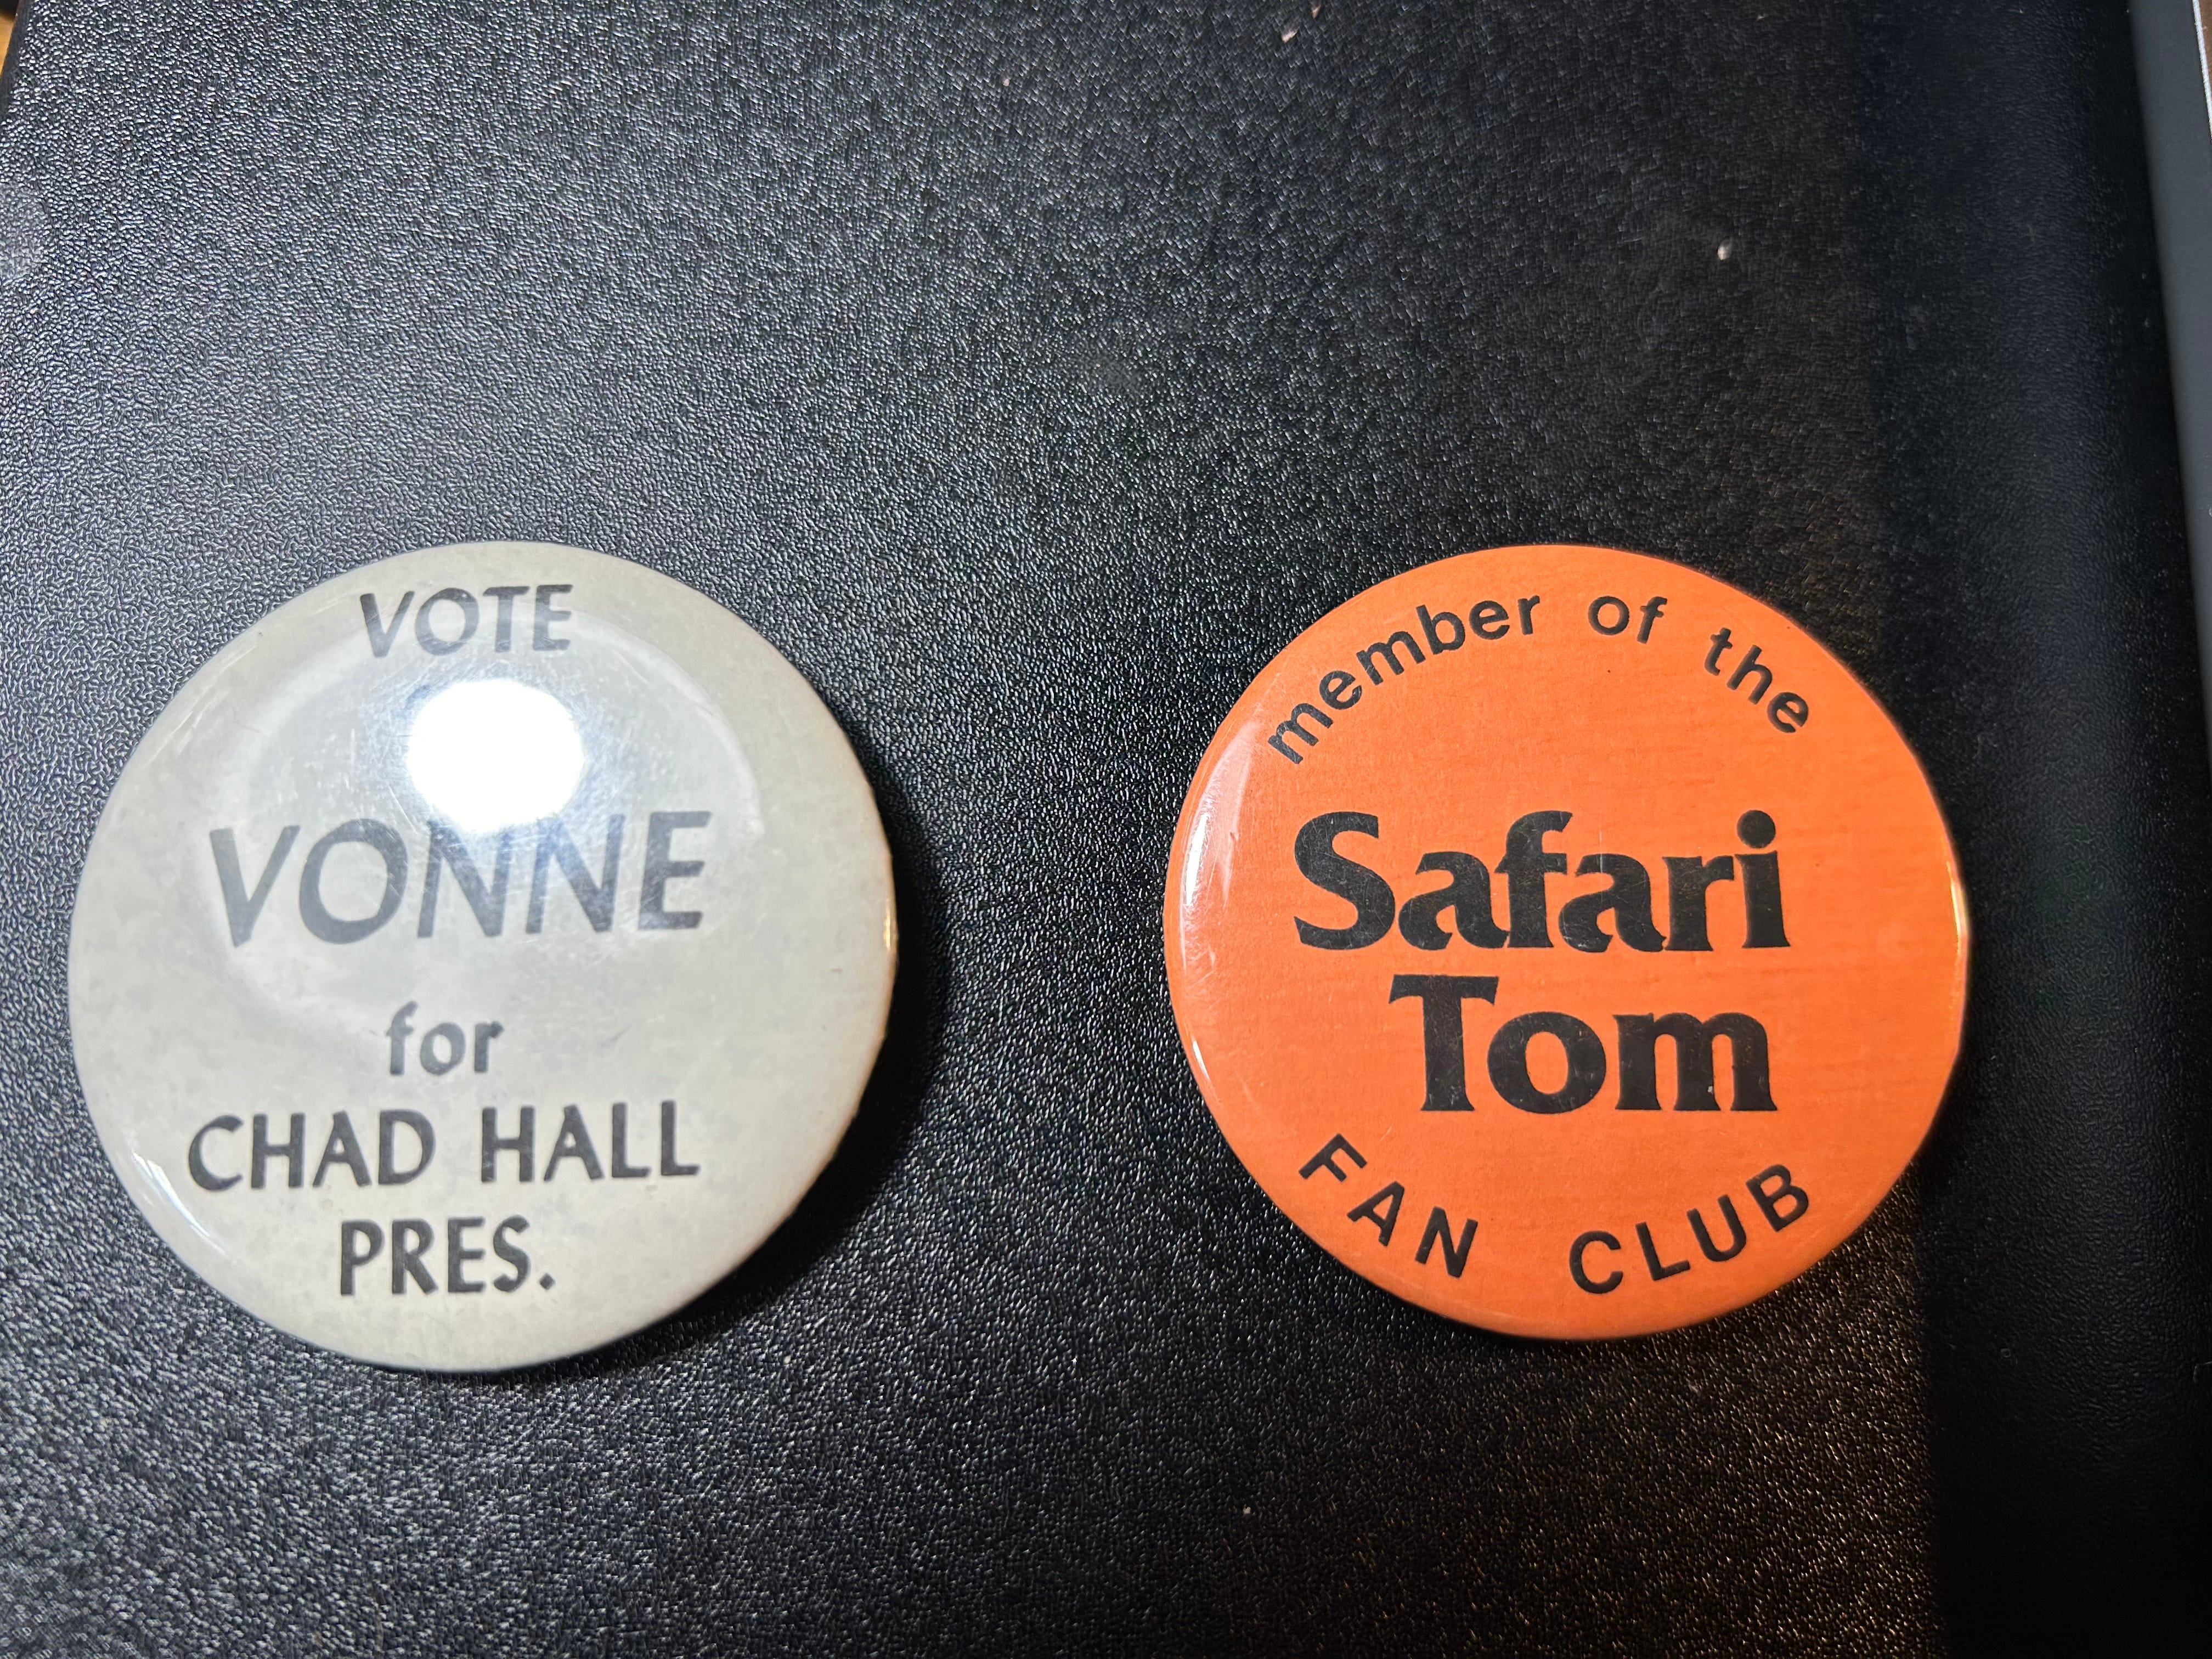 VOTE
VONNE
for
CHAD HALL
PRES.
member of the
Safari
Tom
FAN CLUB